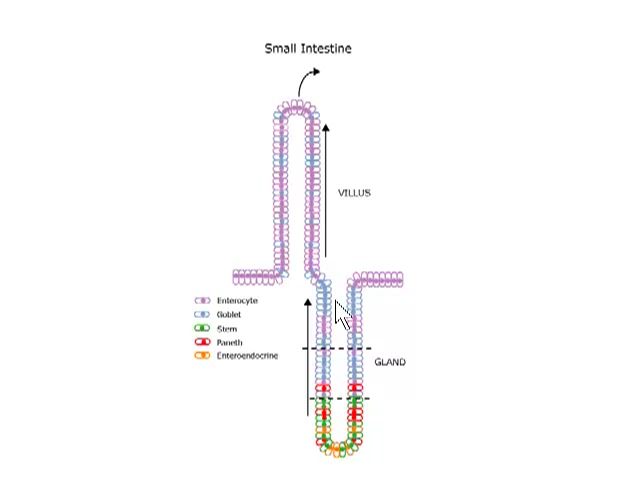 Small Intestine
VILLUS
Enterocyte
Goblet
Stem
Paneth
Enteroendocrine
GLAND